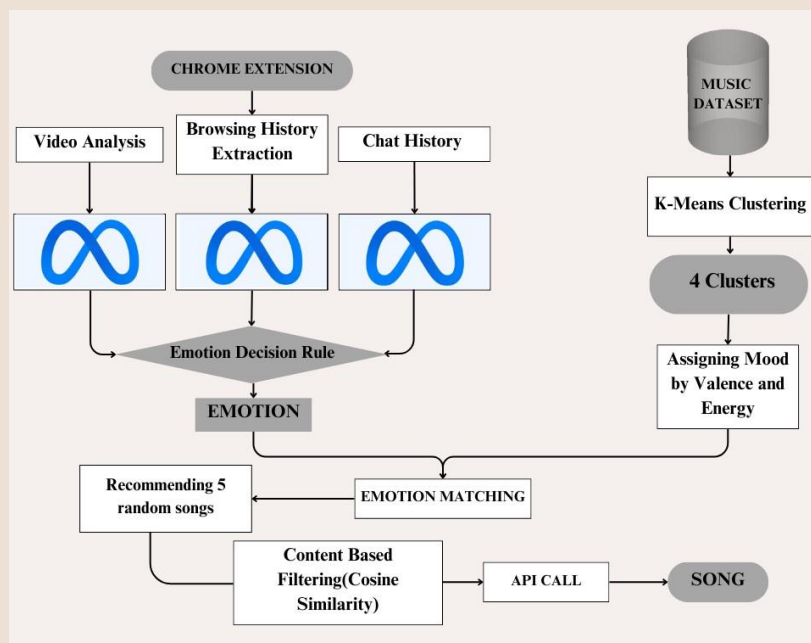 CHROME EXTENSION
MUSIC
DATASET
Video Analysis
Browsing History
Extraction
Chat History
K-Means Clustering
4 Clusters
Emotion Decision Rule
Assigning Mood
by Valence and
Energy
EMOTION
Recommending 5
random songs
EMOTION MATCHING
Content Based
Filtering(Cosine
Similarity)
API CALL
SONG